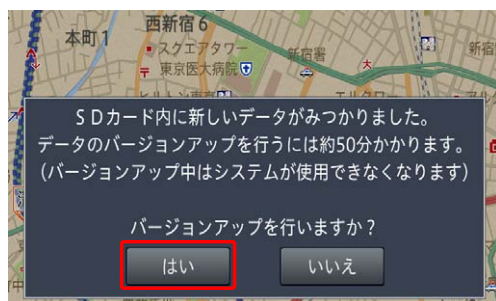 本町1
西新宿6
スクエアタワー
東京医大病院
新宿署
SDカード内に新しいデータがみつかりました。
データのバージョンアップを行うには約50分かかります。
(バージョンアップ中はシステムが使用できなくなります)
バージョンアップを行いますか?
はい
いいえ